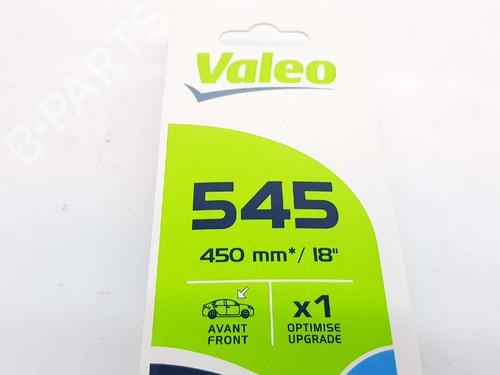 Valeo
545
450 mm*/ 18"
AVANT
FRONT
x1
OPTIMISE
UPGRADE
B-PARTS